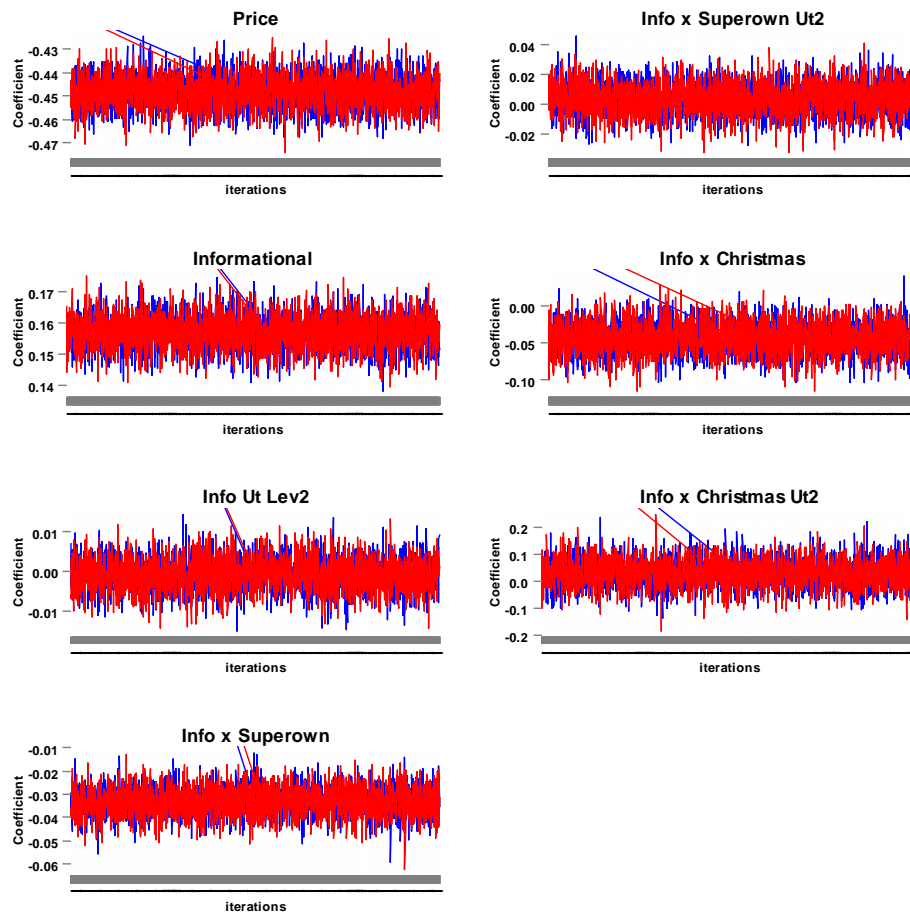 Price
Coefficient
-0.43
-0.44
-0.45
-0.46
-0.47
iterations
Info x Superown Ut2
Coefficient
0.04
0.02
0.00
-0.02
iterations
Informational
Coefficient
0.17
0.16
0.15
0.14
iterations
Info x Christmas
Coefficient
0.00
-0.05
-0.10
iterations
Info Ut Lev2
Coefficient
0.01
0.00
-0.01
iterations
Info x Christmas Ut2
Coefficient
0.2
0.1
0.0
-0.1
-0.2
iterations
Info x Superown
Coefficient
-0.01
-0.02
-0.03
-0.04
-0.05
-0.06
iterations